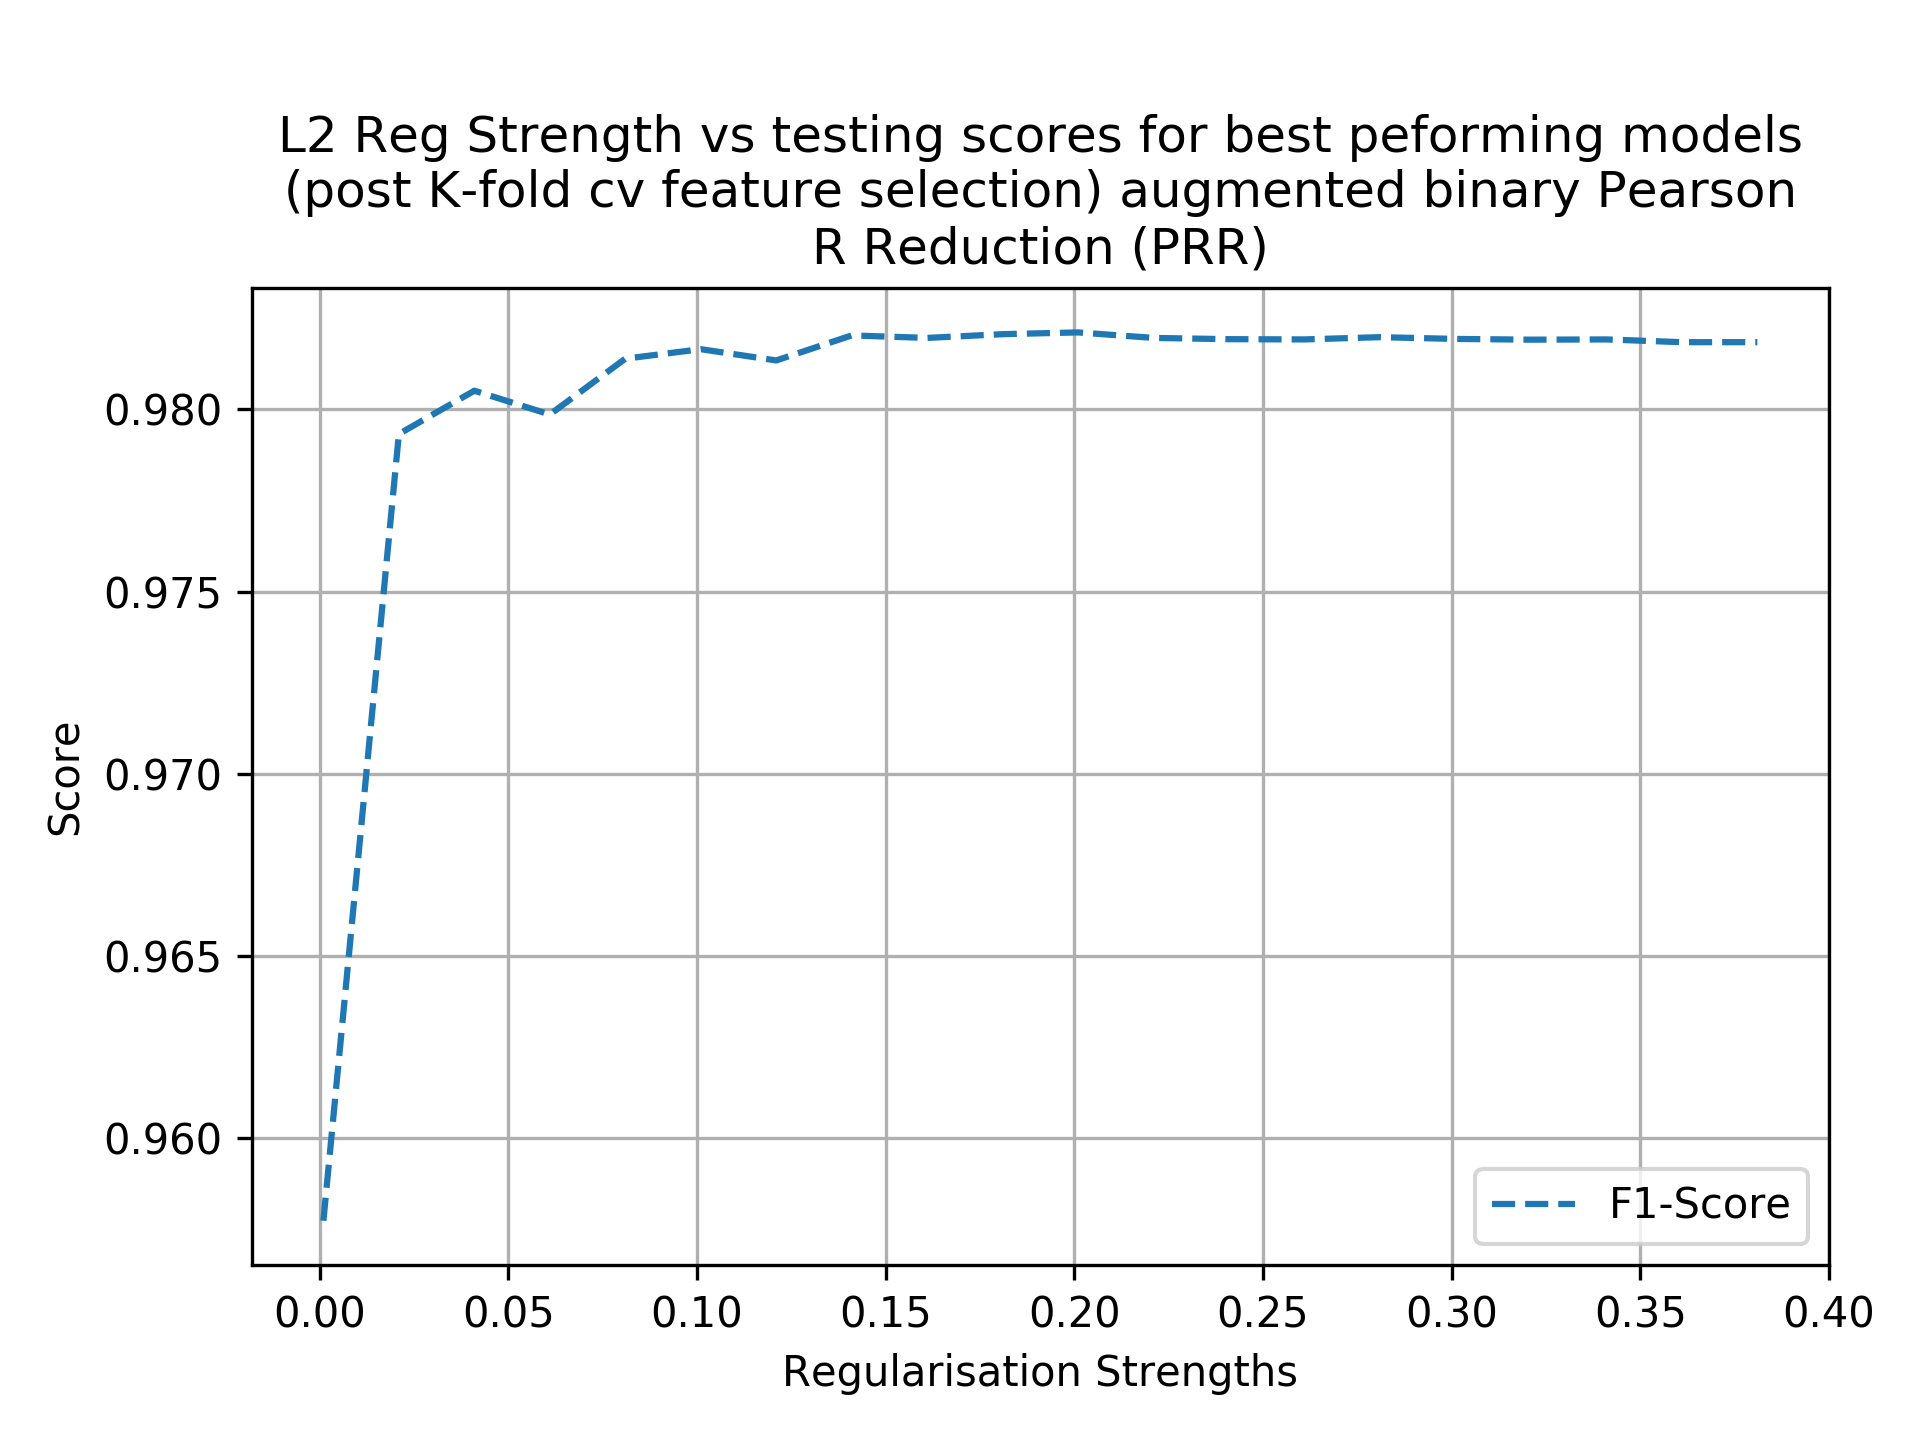 L2 Reg Strength vs testing scores for best peforming models
(post K-fold cv feature selection) augmented binary Pearson
R Reduction (PRR)
0.980
0.975
0.970
0.965
0.960
Score
F1-Score
0.00 0.05 0.10 0.15 0.20 0.25 0.30 0.35 0.40
Regularisation Strengths